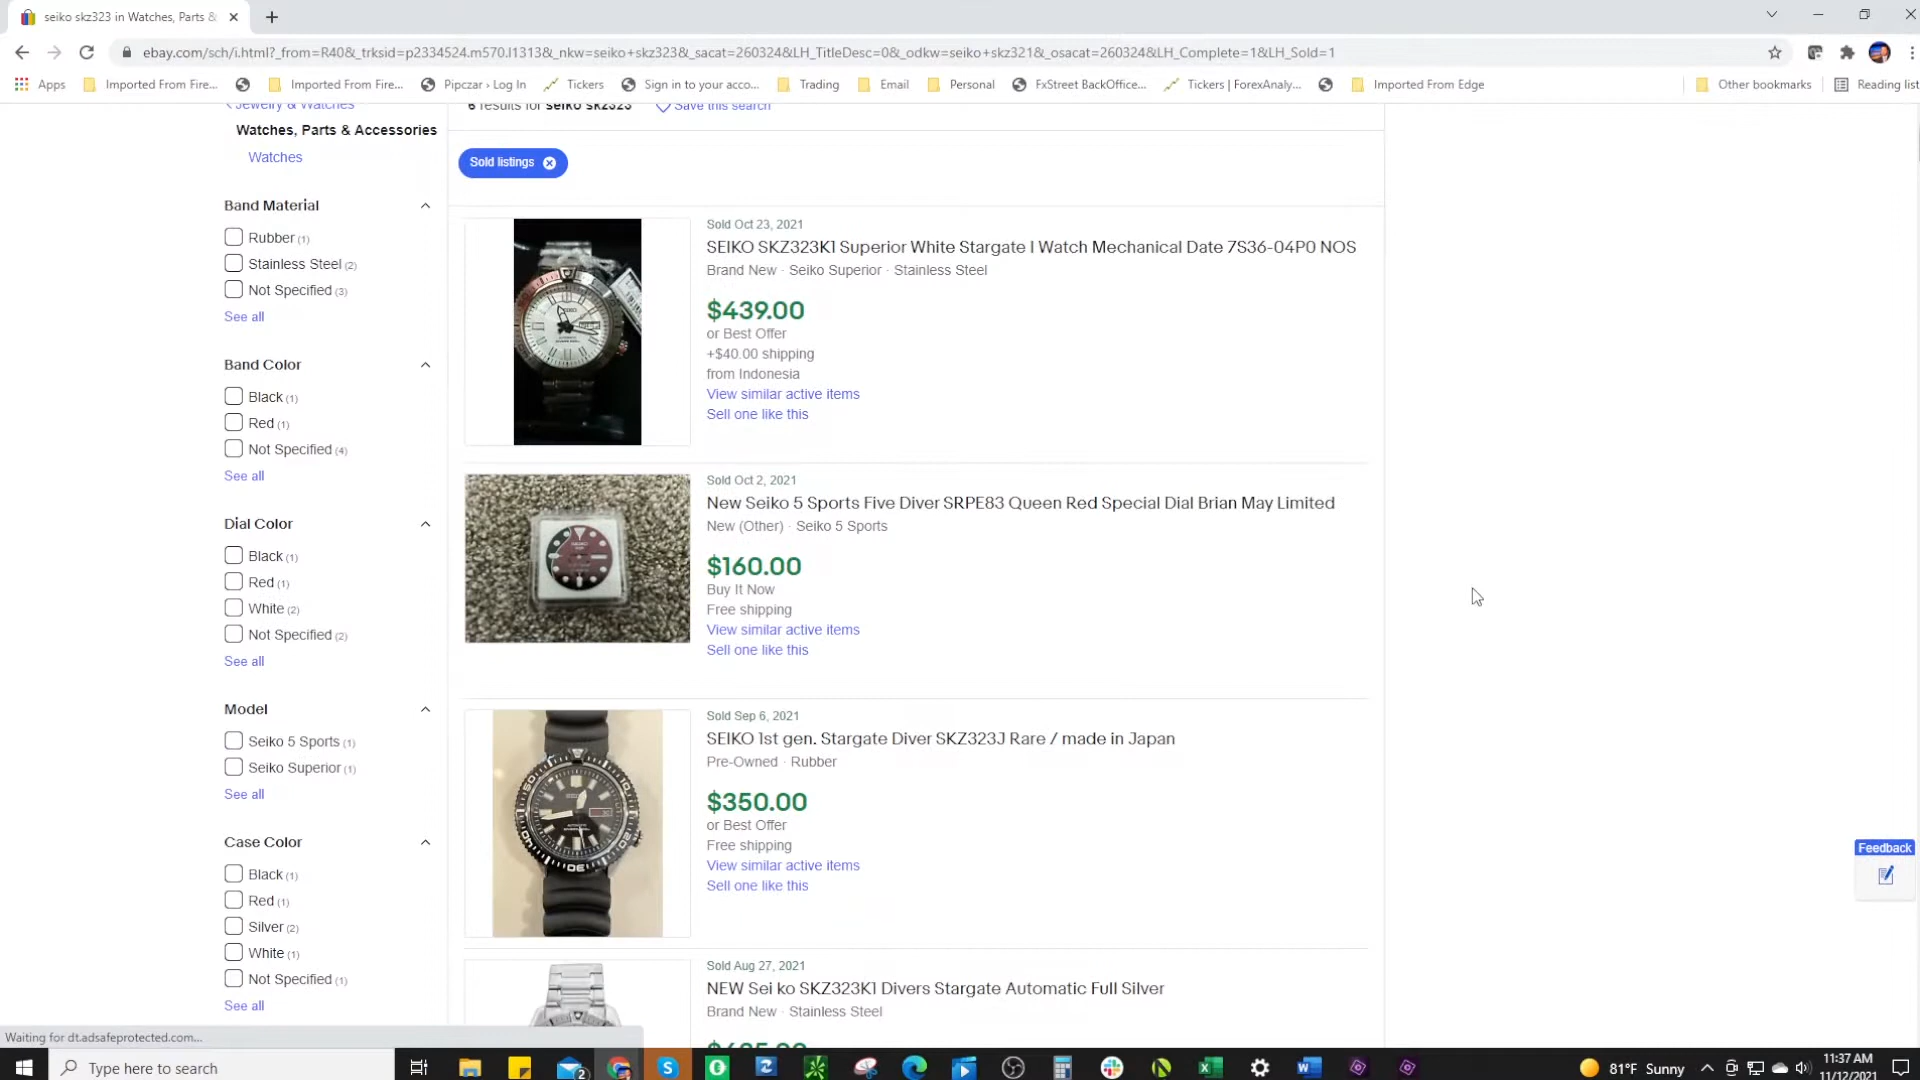 seiko skz323 in Watches, Parts &
ebay.com/sch/i.html?_from=R40&_trksid=p2334524.m570.l1313&_nkw=seiko+skz323&_sacat=260324&LH_TitleDesc=0&_odkw=seiko+skz321&_osacat=260324&LH_Complete=1&LH_Sold=1
Apps Imported From Fire... Imported From Fire... Pipczar › Log In Tickers Sign in to your acco... Trading Email Personal FxStreet BackOffice... Tickers | ForexAnaly... Imported From Edge Other bookmarks Reading list
Jewelry & Watches
Watches, Parts & Accessories
Watches
Band Material
Rubber (1)
Stainless Steel (2)
Not Specified (3)
See all
Band Color
Black (1)
Red (1)
Not Specified (4)
See all
Dial Color
Black (1)
Red (1)
White (2)
Not Specified (2)
See all
Model
Seiko 5 Sports (1)
Seiko Superior (1)
See all
Case Color
Black (1)
Red (1)
Silver (2)
White (1)
Not Specified (1)
See all
6 results for seiko skz323 Save this search
Sold listings
Sold Oct 23, 2021
SEIKO SKZ323K1 Superior White Stargate I Watch Mechanical Date 7S36-04P0 NOS
Brand New · Seiko Superior · Stainless Steel
$439.00
or Best Offer
+$40.00 shipping
from Indonesia
View similar active items
Sell one like this
Sold Oct 2, 2021
New Seiko 5 Sports Five Diver SRPE83 Queen Red Special Dial Brian May Limited
New (Other) · Seiko 5 Sports
$160.00
Buy It Now
Free shipping
View similar active items
Sell one like this
Sold Sep 6, 2021
SEIKO 1st gen. Stargate Diver SKZ323J Rare / made in Japan
Pre-Owned · Rubber
$350.00
or Best Offer
Free shipping
View similar active items
Sell one like this
Sold Aug 27, 2021
NEW Sei ko SKZ323K1 Divers Stargate Automatic Full Silver
Brand New · Stainless Steel
Feedback
Waiting for dt.adsafeprotected.com...
Type here to search
2
81°F Sunny
11:37 AM
11/12/2021